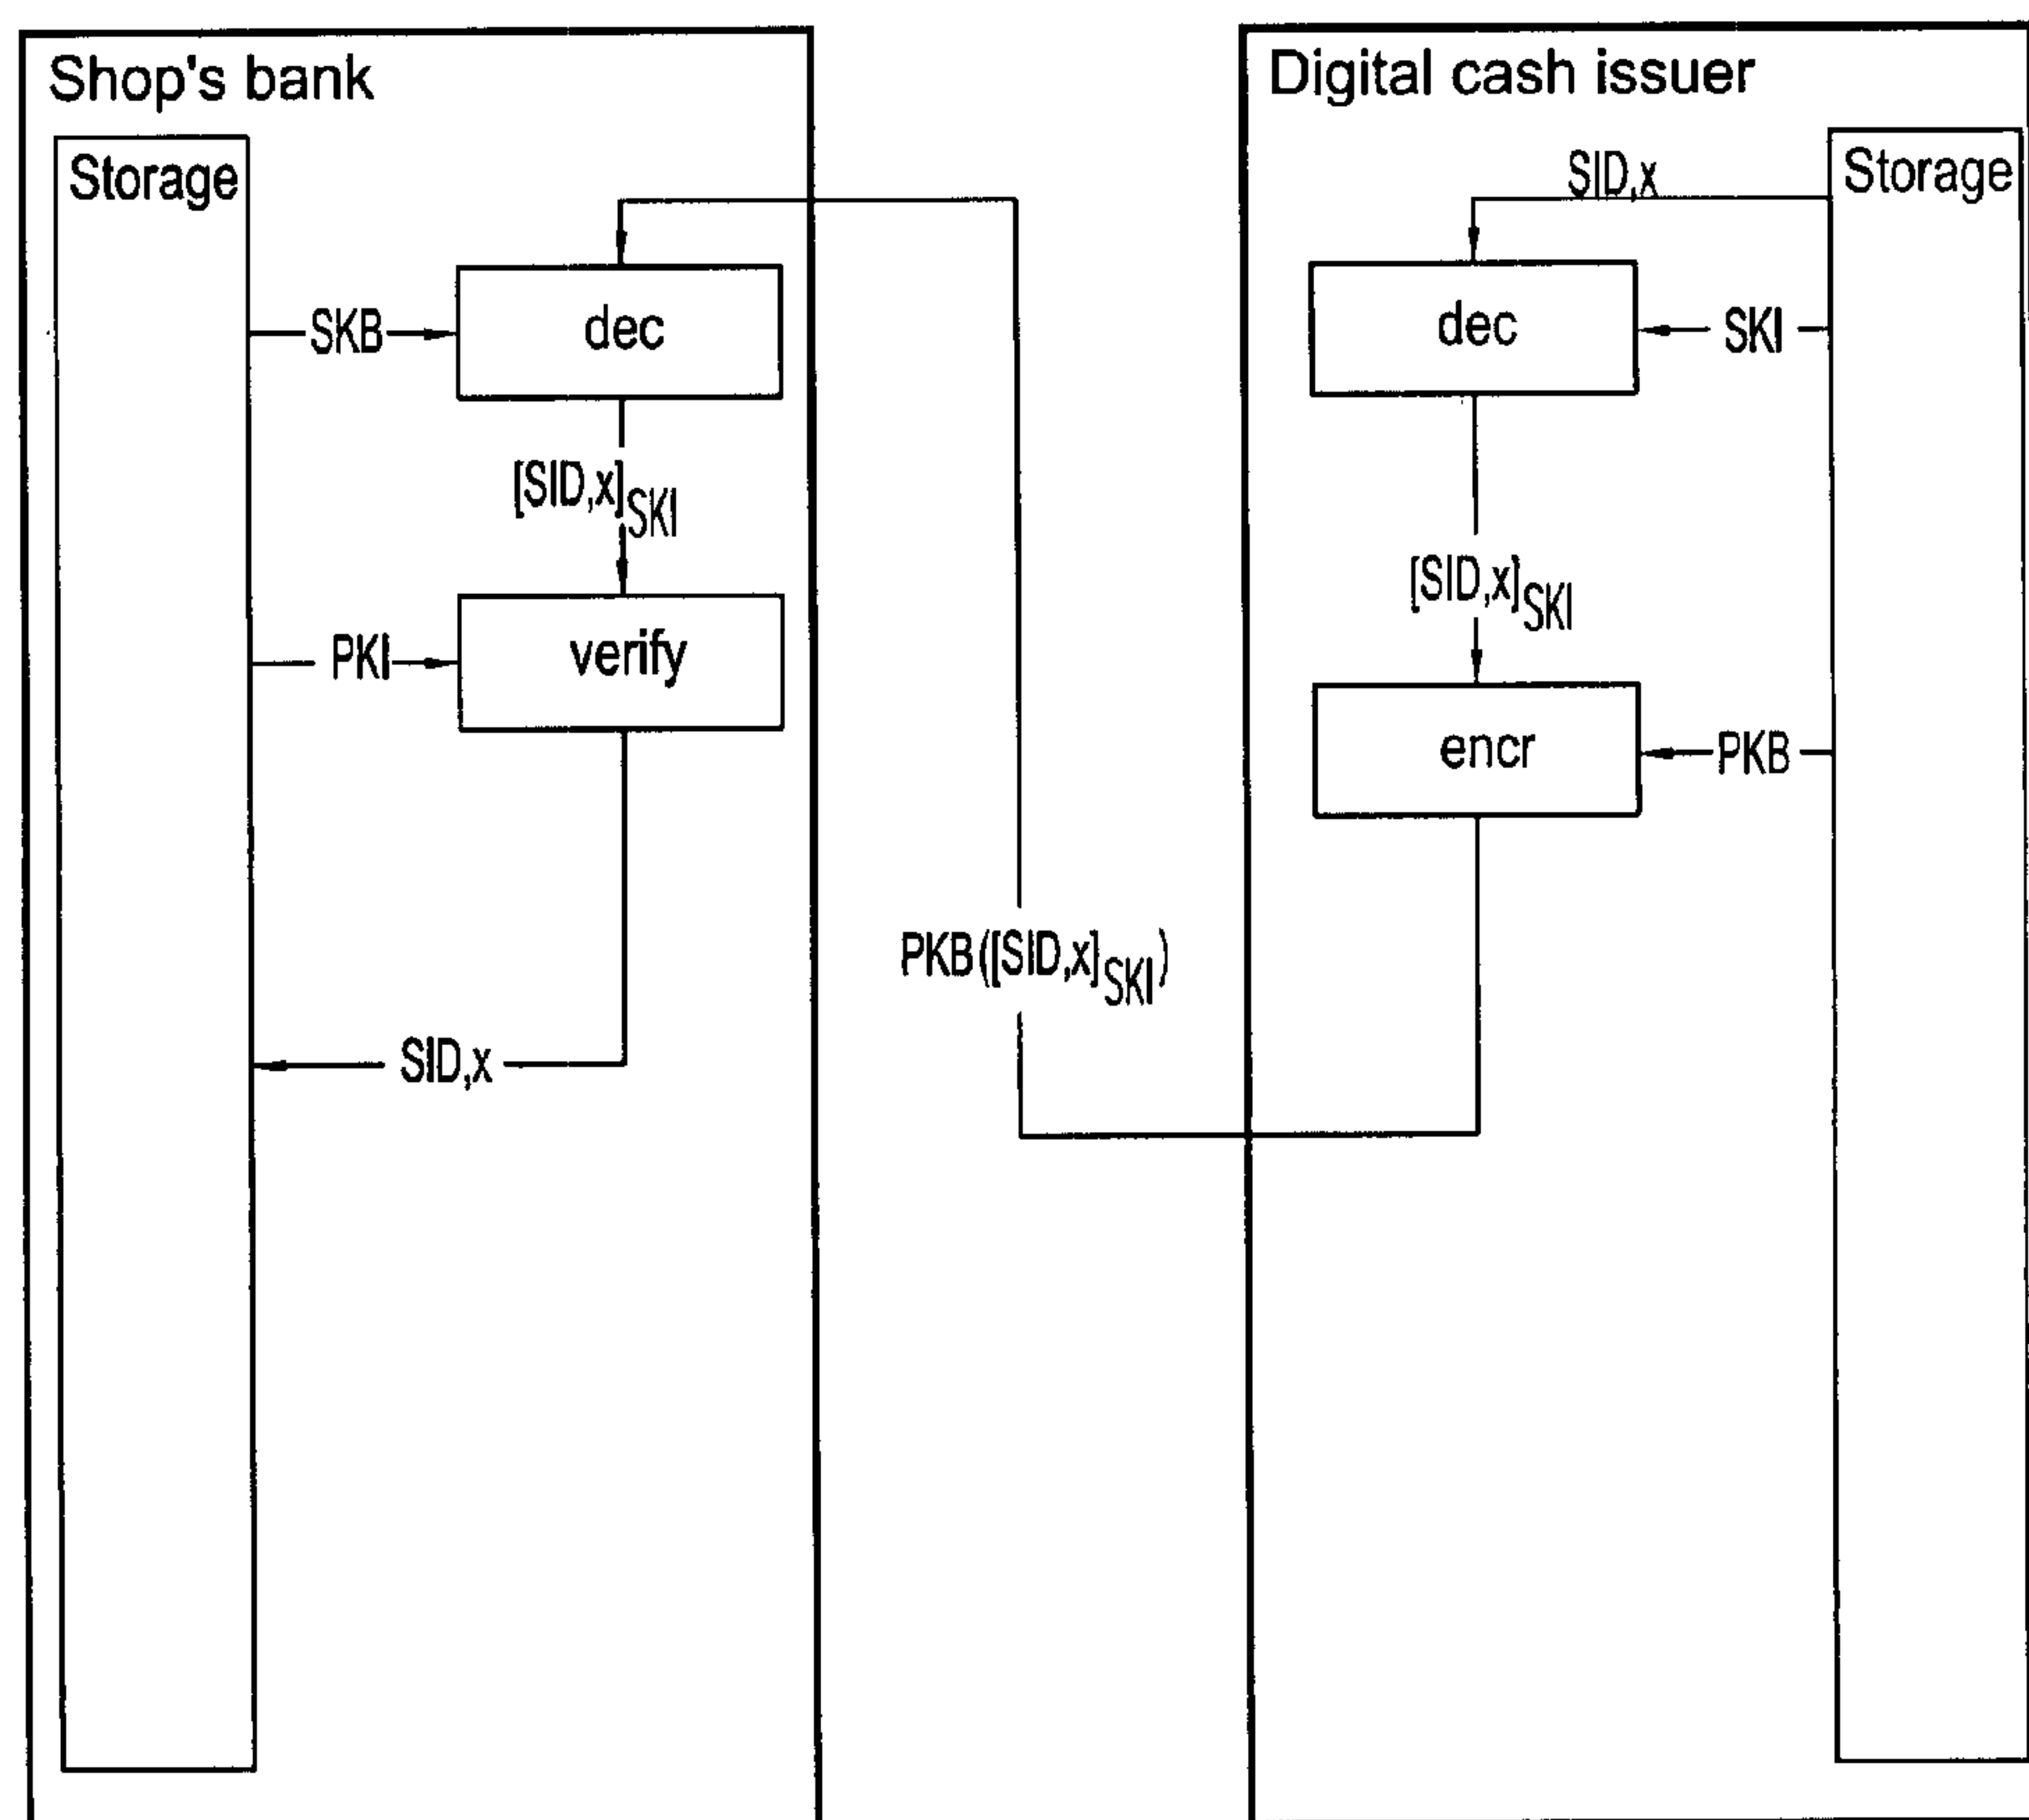 Shop's bank
Storage
SKB
dec
[SID,x]SKI
PKI
verify
SID,x
PKB([SID,x]SKI)
Digital cash issuer
SID,x
Storage
dec
SKI
[SID,x]SKI
encr
PKB